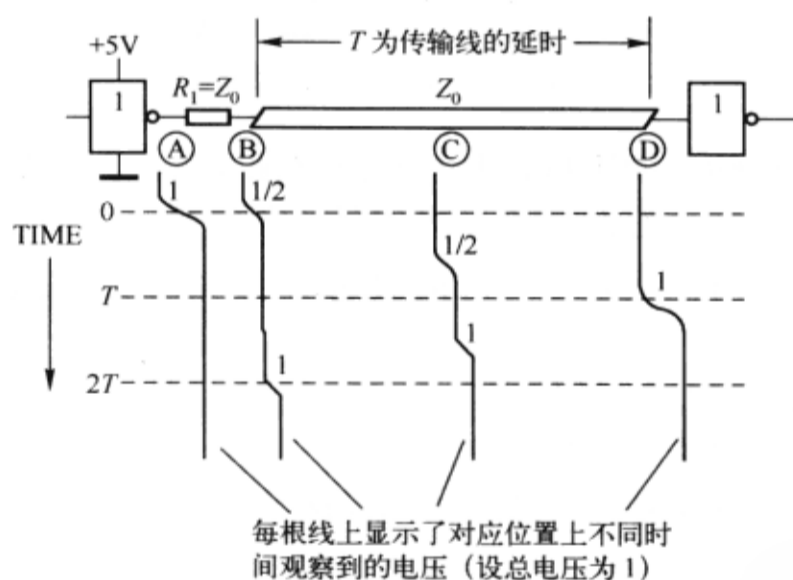 T 为传输线的延时
+5V
1
R₁=Z₀
Z₀
1
A
B
C
D
1
1/2
0
TIME
1/2
T
1
1
1
2T
每根线上显示了对应位置上不同时
间观察到的电压（设总电压为 1）